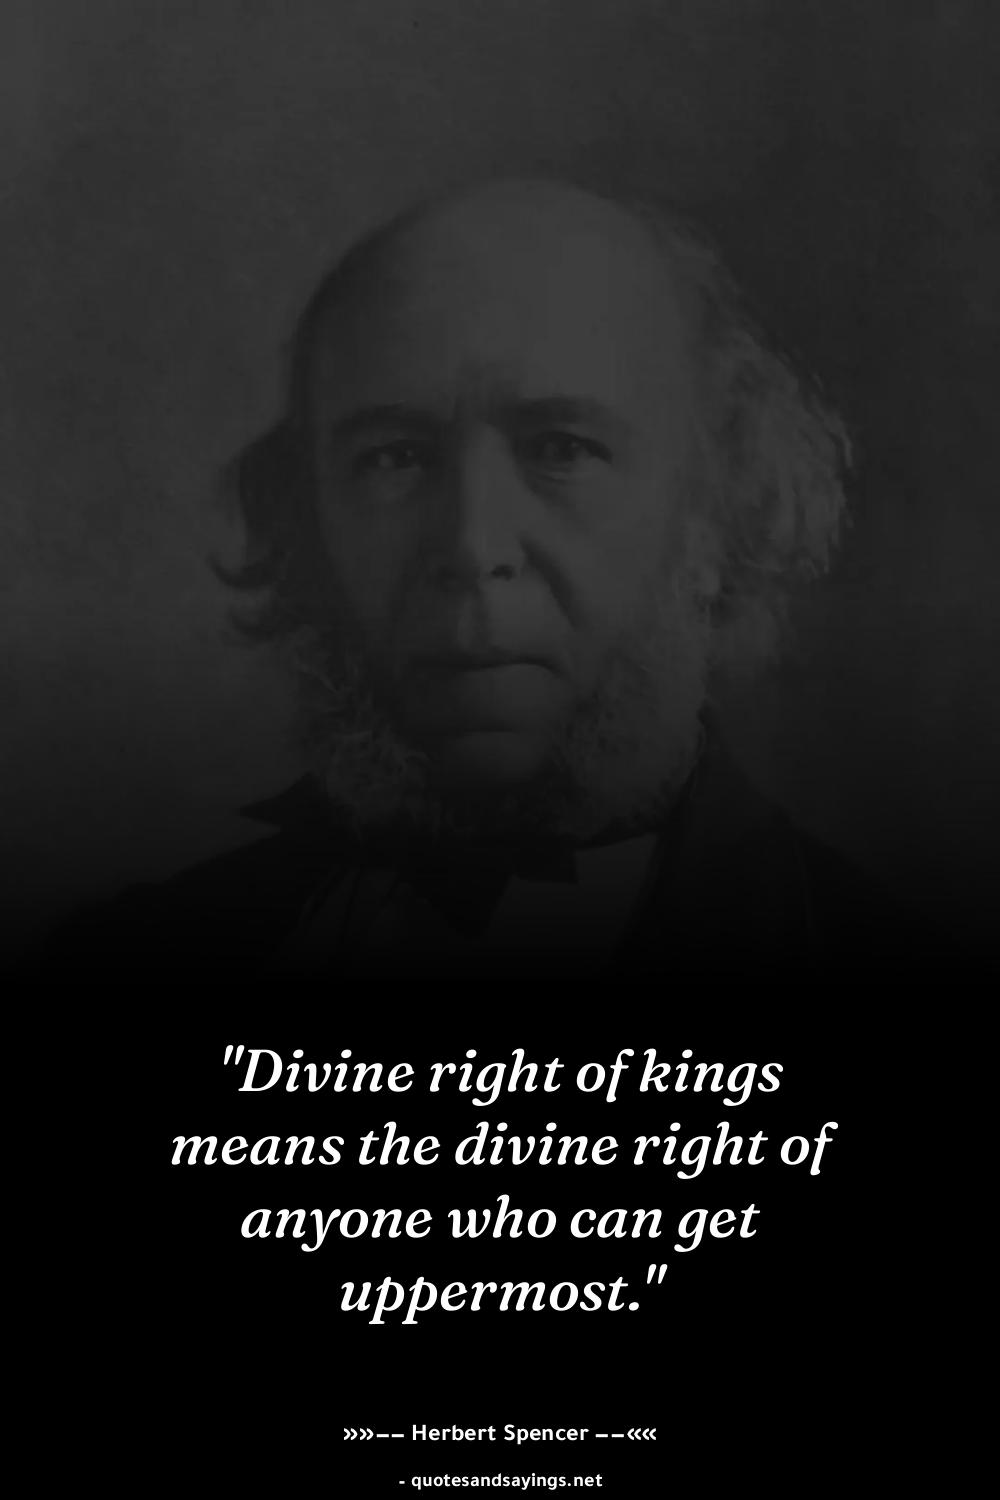 "Divine right of kings
means the divine right of
anyone who can get
uppermost."
»»−− Herbert Spencer −−««
- quotesandsayings.net